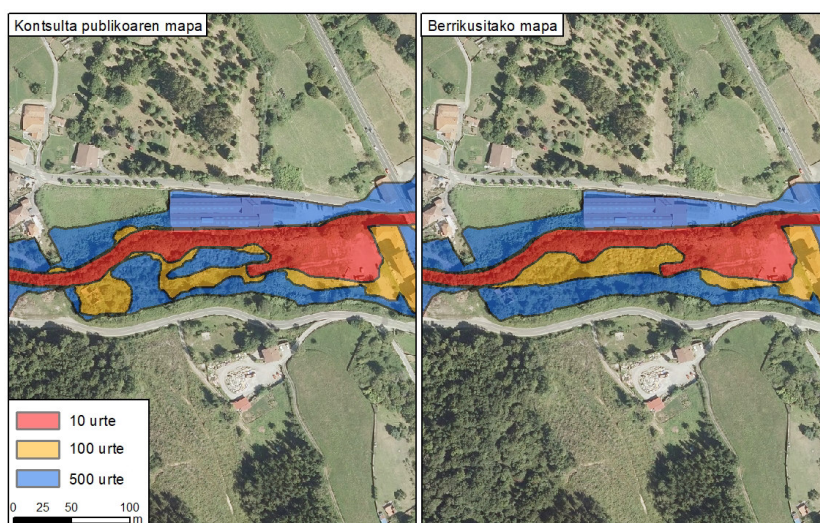 Kontsulta publikoaren mapa
Berrikusitako mapa
10 urte
100 urte
500 urte
0 25 50 100
m